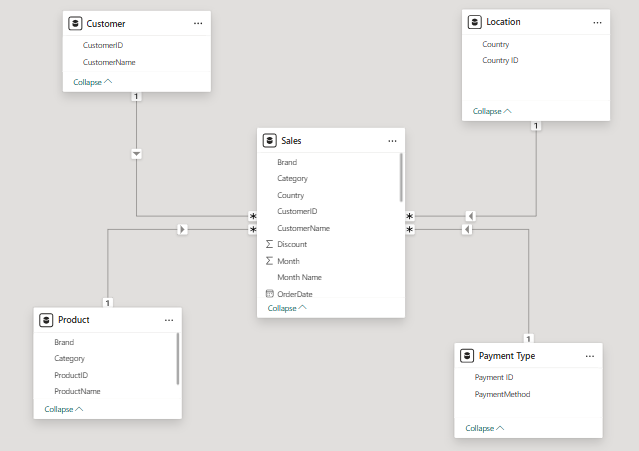 Customer
CustomerID
CustomerName
Collapse
1
Location
Country
Country ID
Collapse
1
Sales
Brand
Category
Country
CustomerID
CustomerName
Σ Discount
Σ Month
Month Name
OrderDate
Collapse
*
*
*
*
1
Product
Brand
Category
ProductID
ProductName
Collapse
1
Payment Type
Payment ID
PaymentMethod
Collapse